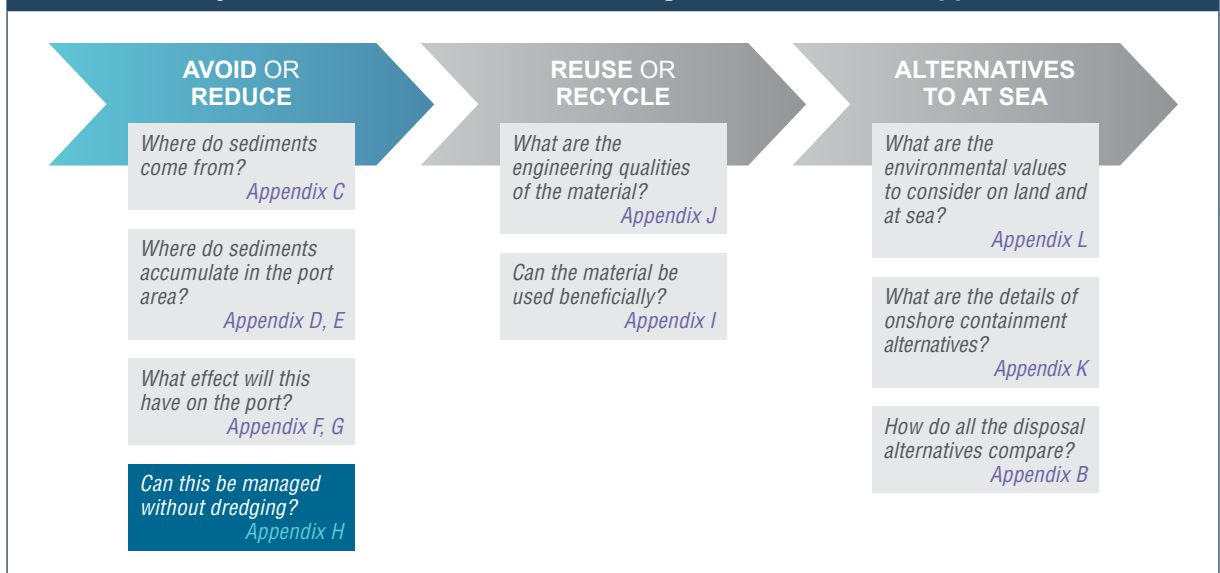 AVOID OR
REDUCE
Where do sediments
come from?
Appendix C
Where do sediments
accumulate in the port
area?
Appendix D, E
What effect will this
have on the port?
Appendix F, G
Can this be managed
without dredging?
Appendix H
REUSE OR
RECYCLE
What are the
engineering qualities
of the material?
Appendix J
Can the material be
used beneficially?
Appendix I
ALTERNATIVES
TO AT SEA
What are the
environmental values
to consider on land and
at sea?
Appendix L
What are the details of
onshore containment
alternatives?
Appendix K
How do all the disposal
alternatives compare?
Appendix B